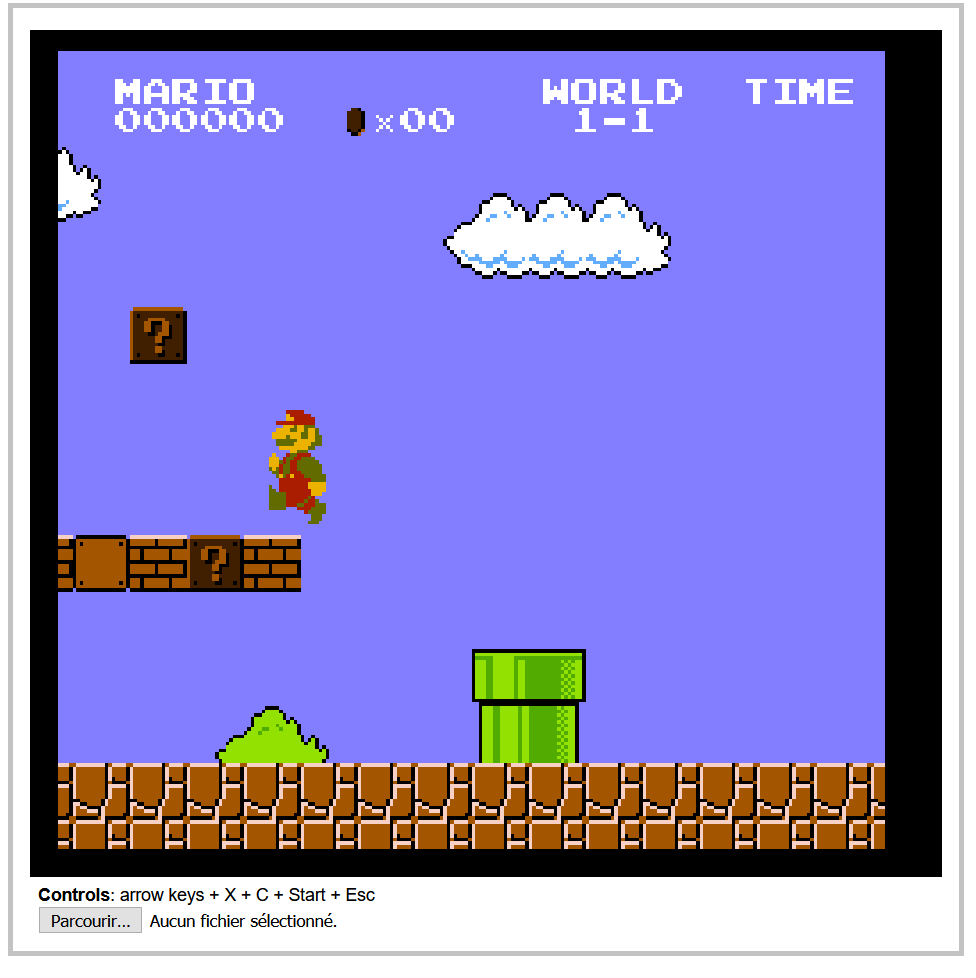 MARIO WORLD TIME
000000 x00 1-1
?
?
Controls: arrow keys + X + C + Start + Esc
Parcourir... Aucun fichier sélectionné.